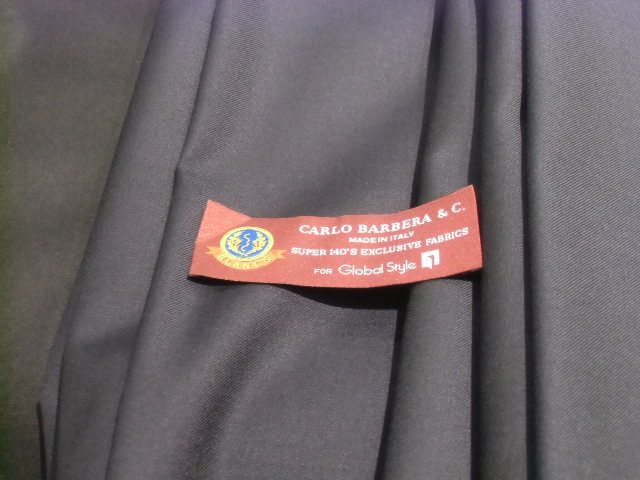 CARLO BARBERA & C.
MADE IN ITALY
SUPER 140'S EXCLUSIVE FABRICS
FOR Global Style